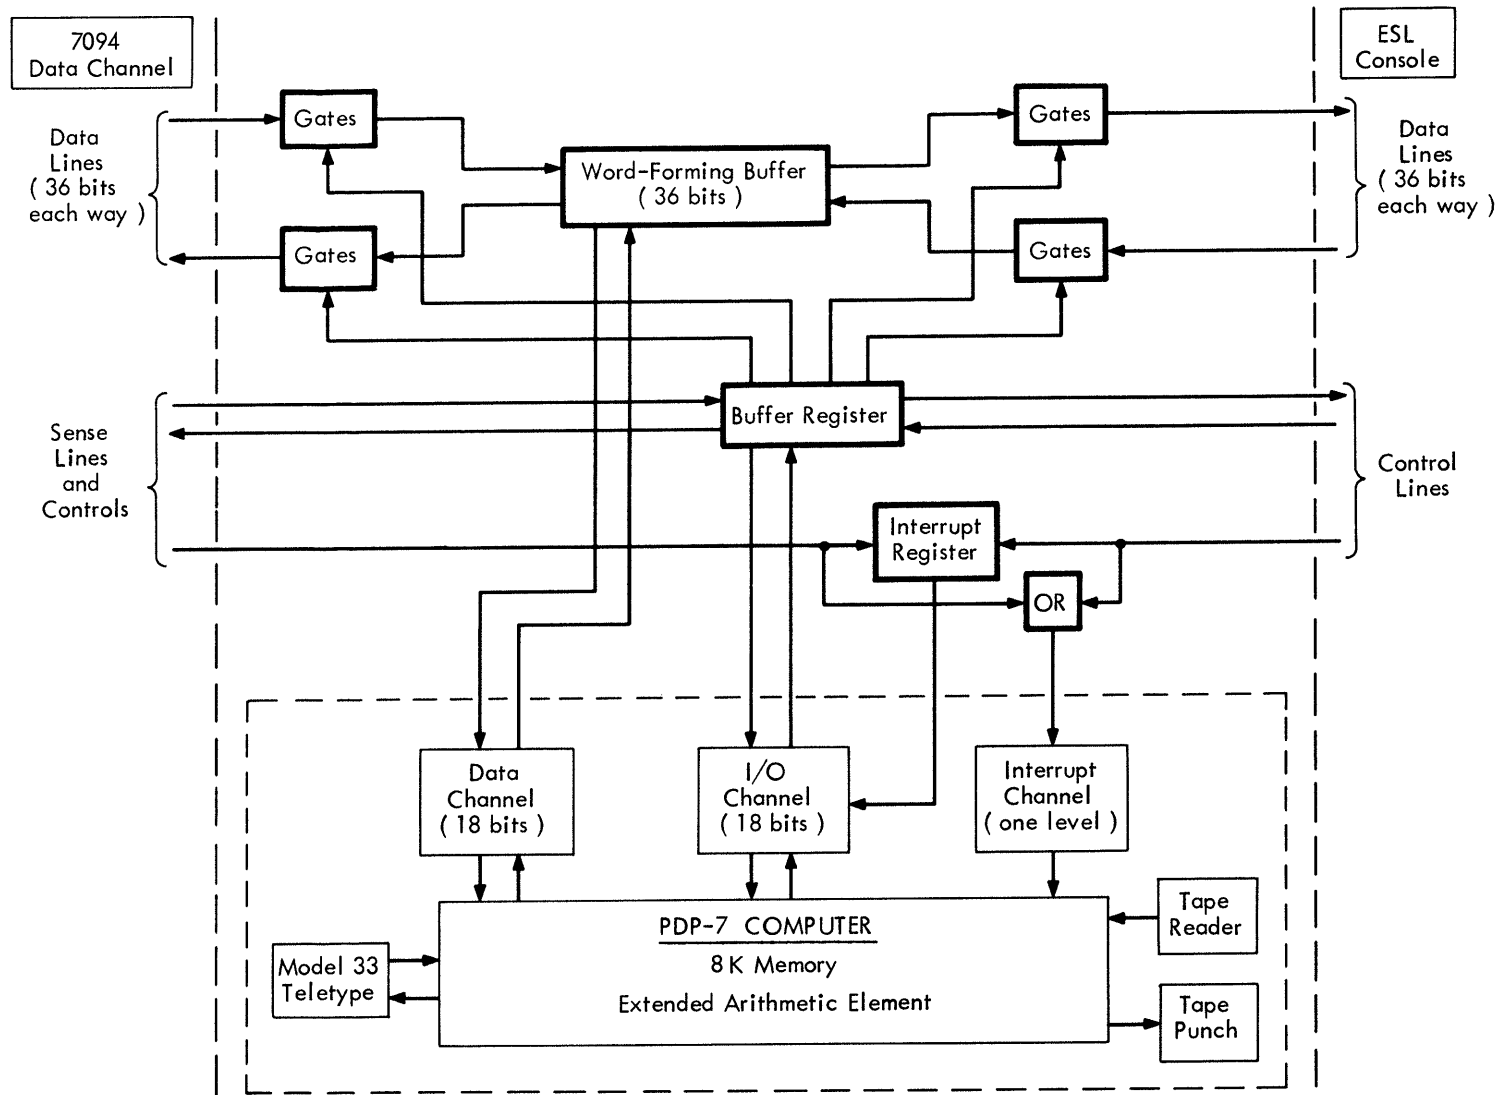 7094
Data Channel
ESL
Console
Data
Lines
( 36 bits
each way )
Gates
Gates
Word-Forming Buffer
( 36 bits )
Gates
Gates
Data
Lines
( 36 bits
each way )
Sense
Lines
and
Controls
Buffer Register
Control
Lines
Interrupt
Register
OR
Data
Channel
( 18 bits )
I/O
Channel
( 18 bits )
Interrupt
Channel
( one level )
Model 33
Teletype
PDP-7 COMPUTER
8K Memory
Extended Arithmetic Element
Tape
Reader
Tape
Punch